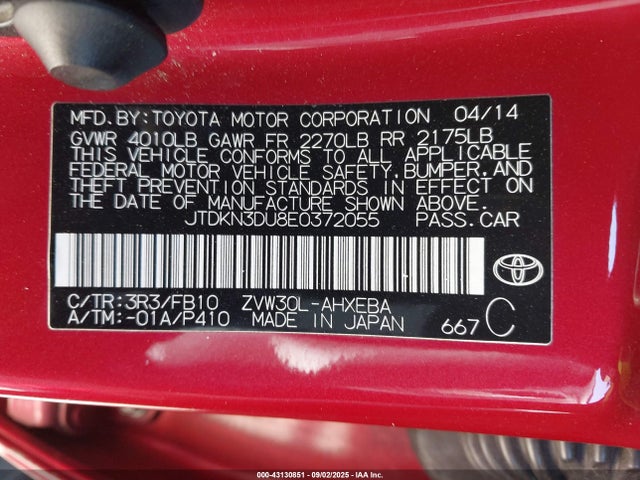 MFD. BY: TOYOTA MOTOR CORPORATION 04/14
GVWR 4010LB GAWR FR 2270LB RR 2175LB
THIS VEHICLE CONFORMS TO ALL APPLICABLE
FEDERAL MOTOR VEHICLE SAFETY, BUMPER, AND
THEFT PREVENTION STANDARDS IN EFFECT ON
THE DATE OF MANUFACTURE SHOWN ABOVE.
JTDKN3DU8E0372055 PASS. CAR
C/TR: 3R3/FB10 ZVW30L-AHXEBA
A/TM: -01A/P410 MADE IN JAPAN 667 C
TOYOTA
000-43130851 | 09/02/2025 | IAA Inc.